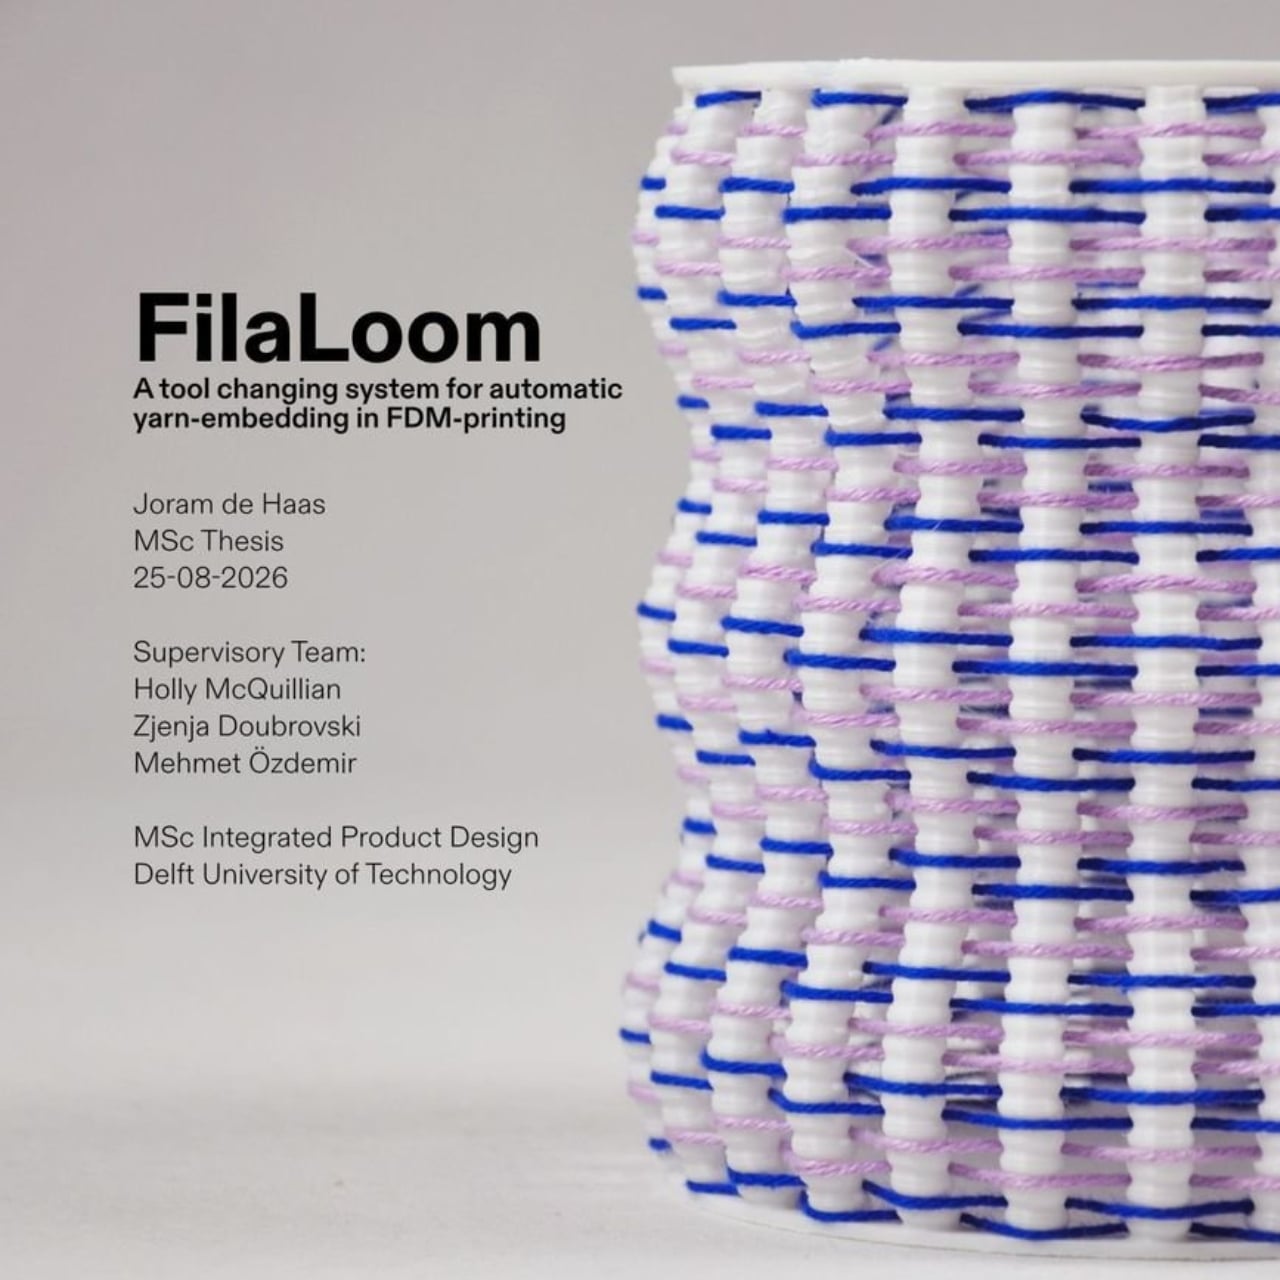 FilaLoom
A tool changing system for automatic
yarn-embedding in FDM-printing
Joram de Haas
MSc Thesis
25-08-2026
Supervisory Team:
Holly McQuillian
Zjenja Doubrovski
Mehmet Özdemir
MSc Integrated Product Design
Delft University of Technology